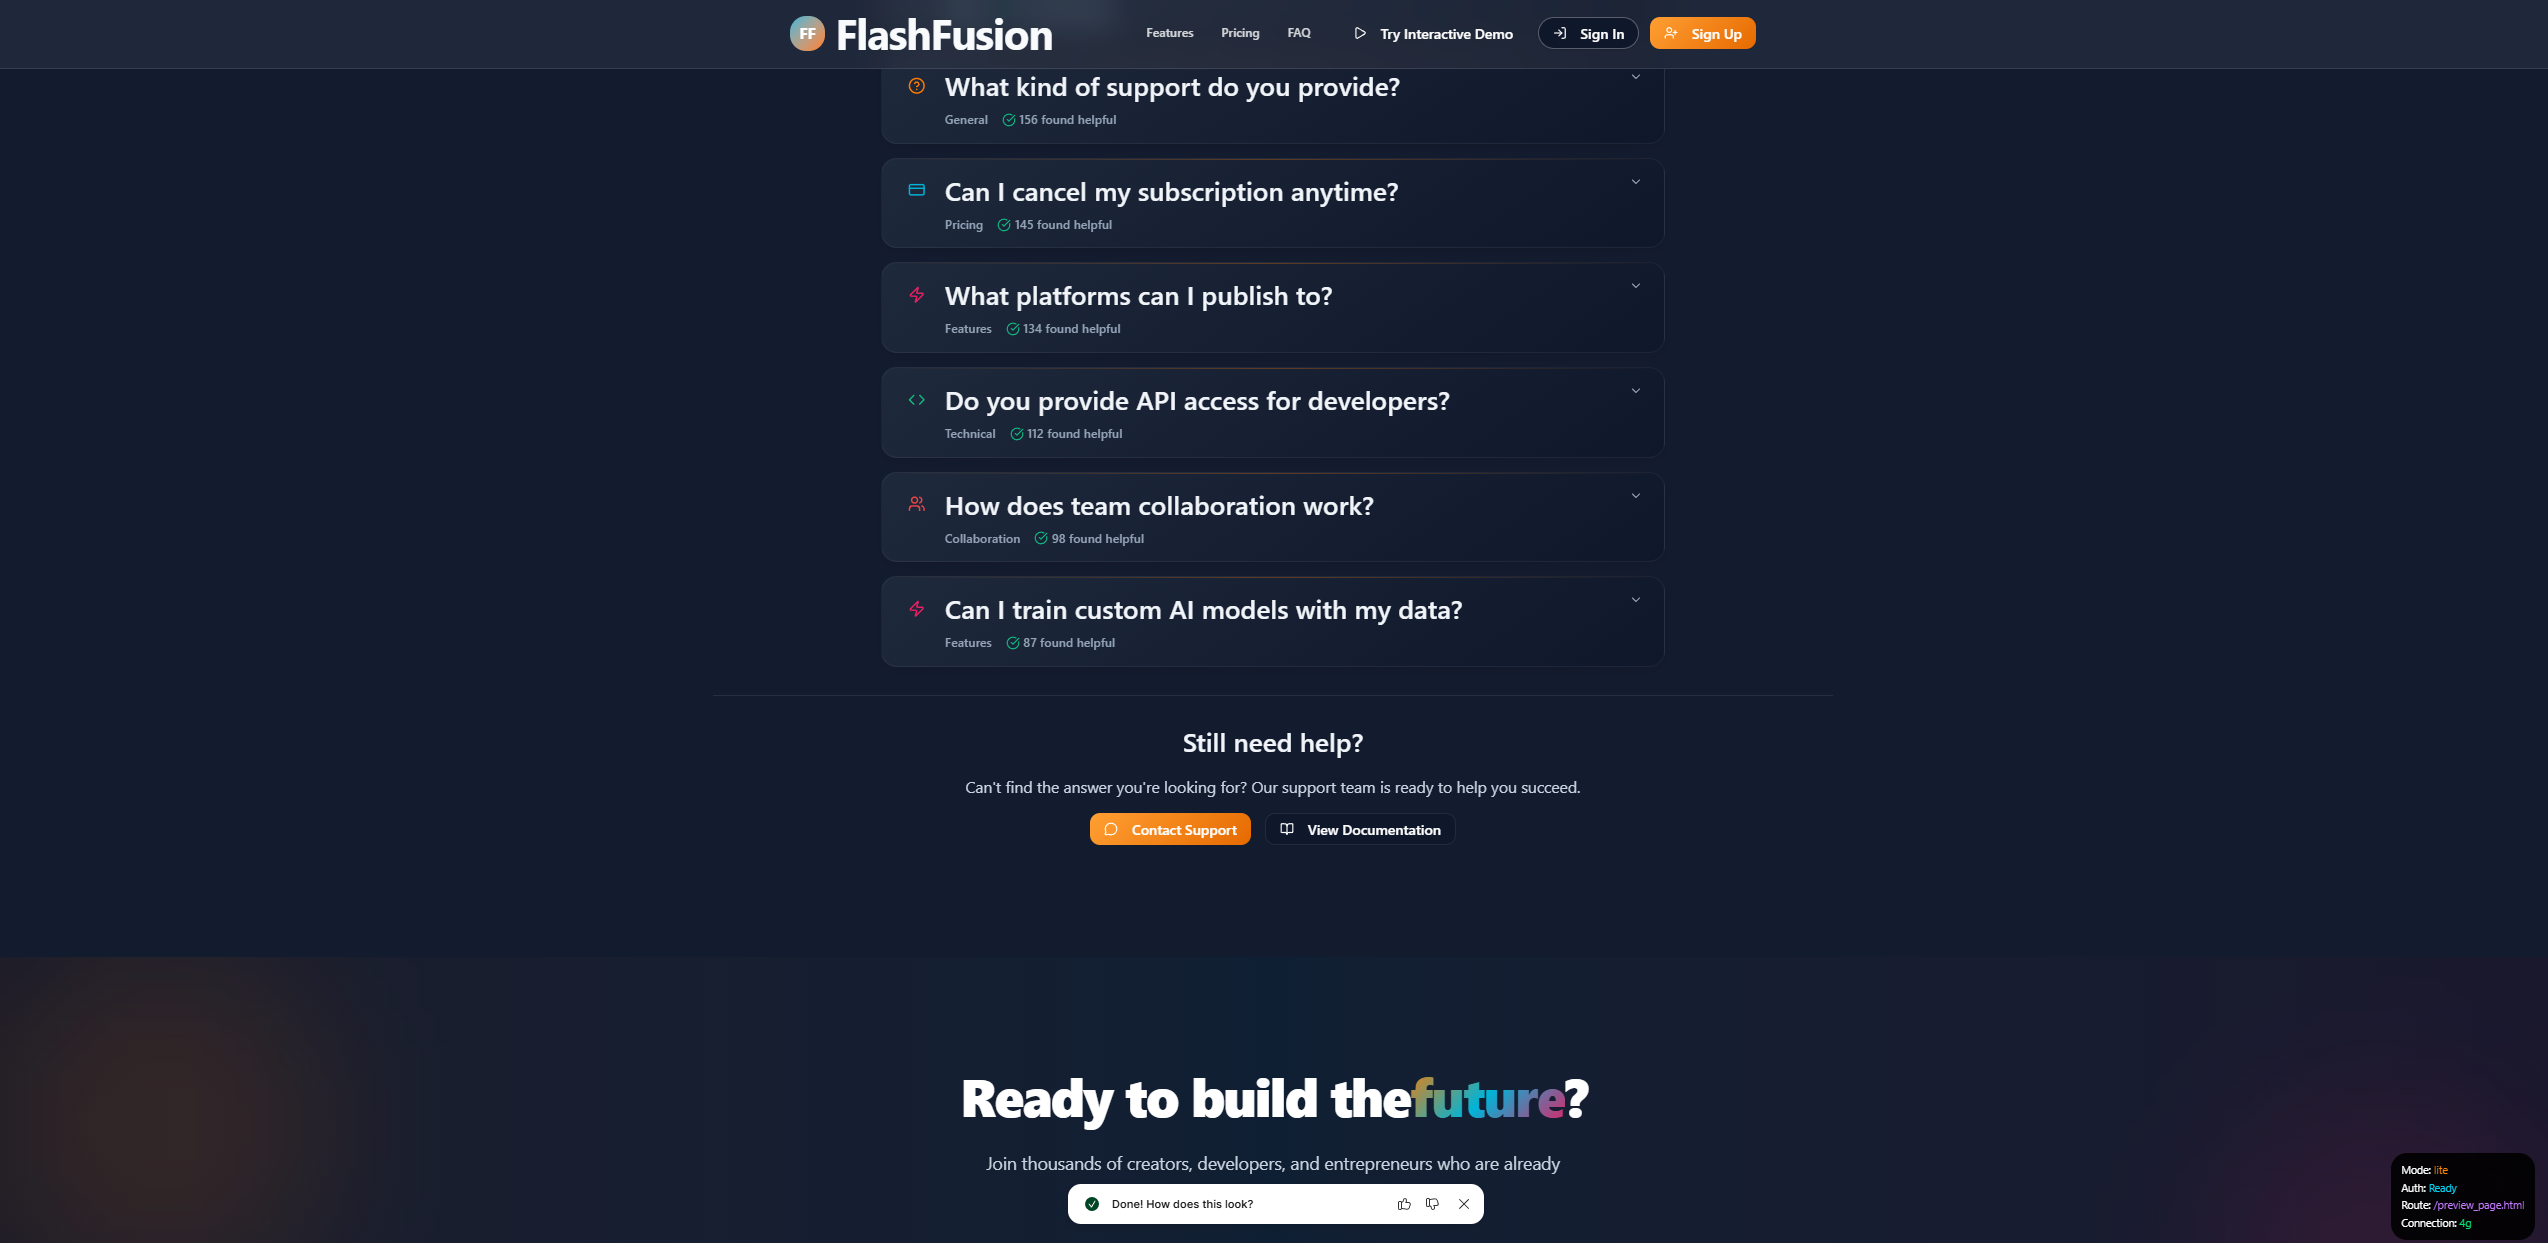 FF FlashFusion Features Pricing FAQ Try Interactive Demo Sign In Sign Up
What kind of support do you provide?
General 156 found helpful
Can I cancel my subscription anytime?
Pricing 145 found helpful
What platforms can I publish to?
Features 134 found helpful
Do you provide API access for developers?
Technical 112 found helpful
How does team collaboration work?
Collaboration 98 found helpful
Can I train custom AI models with my data?
Features 87 found helpful
Still need help?
Can't find the answer you're looking for? Our support team is ready to help you succeed.
Contact Support View Documentation
Ready to build thefuture?
Join thousands of creators, developers, and entrepreneurs who are already
Done! How does this look?
Mode: lite
Auth: Ready
Route: /preview_page.html
Connection: 4g